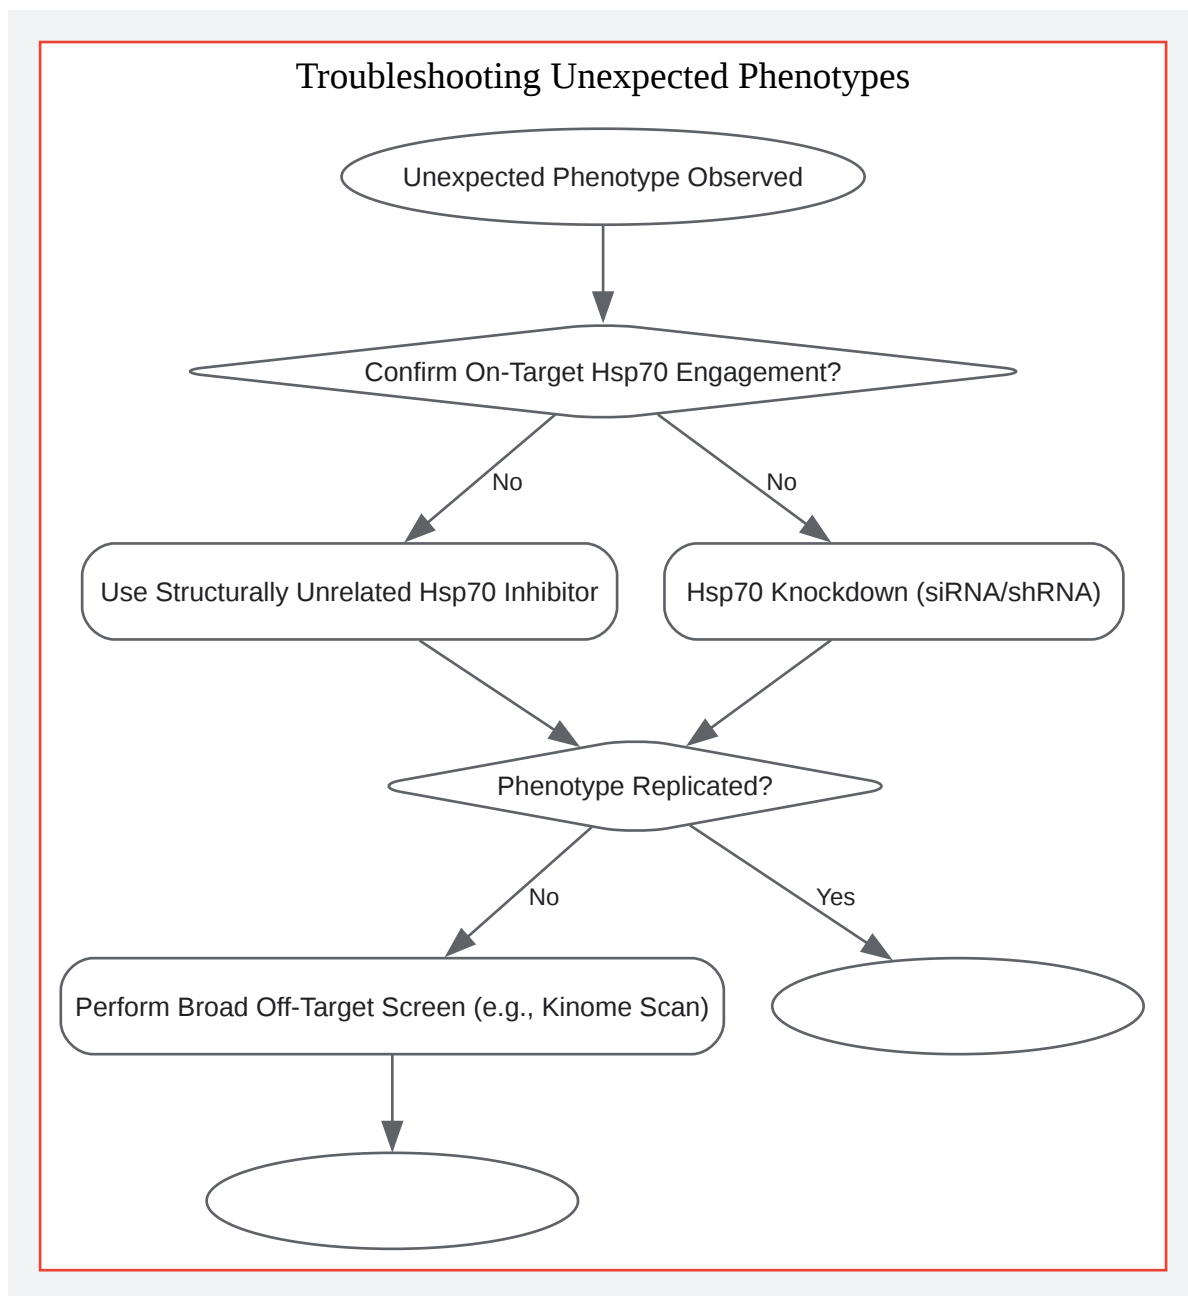 Troubleshooting Unexpected Phenotypes
Unexpected Phenotype Observed
Confirm On-Target Hsp70 Engagement?
No
No
Use Structurally Unrelated Hsp70 Inhibitor
Hsp70 Knockdown (siRNA/shRNA)
Phenotype Replicated?
No
Yes
Perform Broad Off-Target Screen (e.g., Kinome Scan)